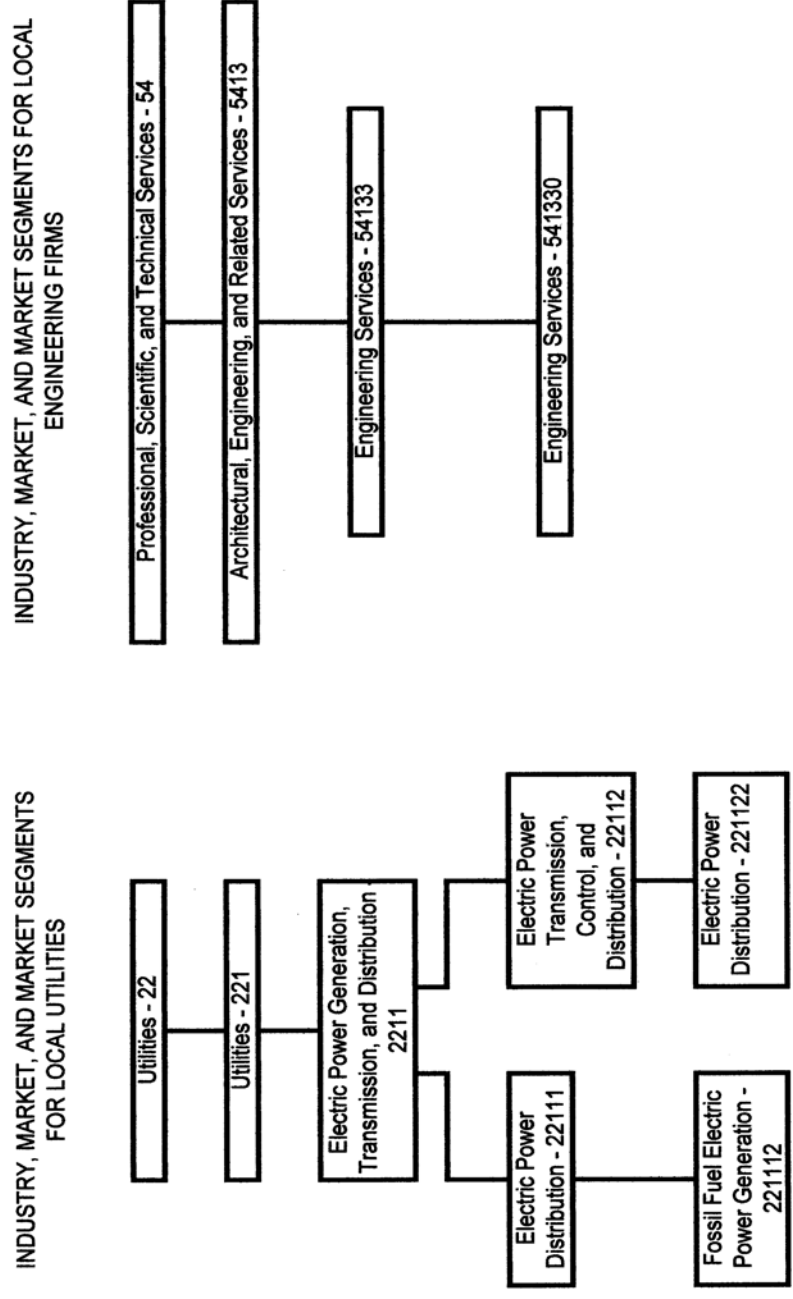 INDUSTRY, MARKET, AND MARKET SEGMENTS
FOR LOCAL UTILITIES
Utilities - 22
Utilities - 221
Electric Power Generation,
Transmission, and Distribution
2211
Electric Power
Distribution - 22111
Electric Power
Transmission,
Control, and
Distribution - 22112
Fossil Fuel Electric
Power Generation -
221112
Electric Power
Distribution - 221122
INDUSTRY, MARKET, AND MARKET SEGMENTS FOR LOCAL
ENGINEERING FIRMS
Professional, Scientific, and Technical Services - 54
Architectural, Engineering, and Related Services - 5413
Engineering Services - 54133
Engineering Services - 541330